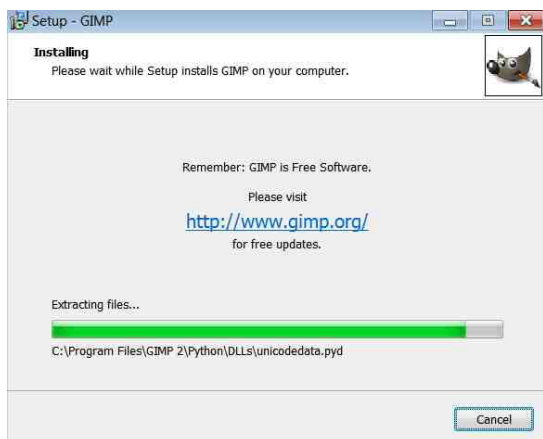 Setup - GIMP
Installing
Please wait while Setup installs GIMP on your computer.
Remember: GIMP is Free Software.
Please visit
http://www.gimp.org/
for free updates.
Extracting files...
C:\Program Files\GIMP 2\Python\DLLs\unicodedata.pyd
Cancel